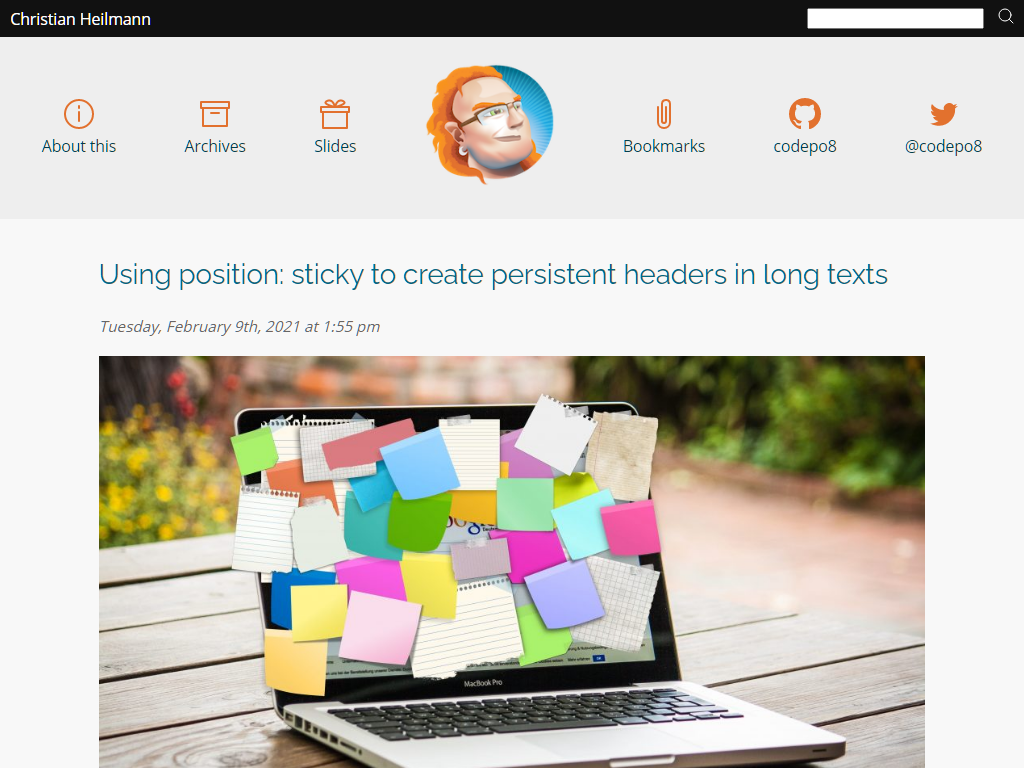 Christian Heilmann
About this
Archives
Slides
Bookmarks
codepo8
@codepo8
Using position: sticky to create persistent headers in long texts
Tuesday, February 9th, 2021 at 1:55 pm
MacBook Pro